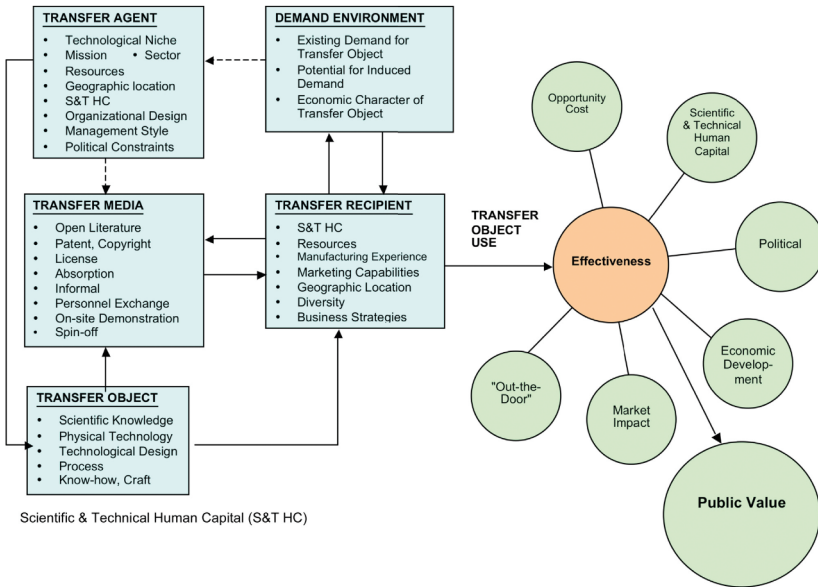 TRANSFER AGENT
• Technological Niche
• Mission • Sector
• Resources
• Geographic location
• S&T HC
• Organizational Design
• Management Style
• Political Constraints
DEMAND ENVIRONMENT
• Existing Demand for
Transfer Object
• Potential for Induced
Demand
• Economic Character of
Transfer Object
TRANSFER MEDIA
• Open Literature
• Patent, Copyright
• License
• Absorption
• Informal
• Personnel Exchange
• On-site Demonstration
• Spin-off
TRANSFER RECIPIENT
• S&T HC
• Resources
• Manufacturing Experience
• Marketing Capabilities
• Geographic Location
• Diversity
• Business Strategies
TRANSFER OBJECT
• Scientific Knowledge
• Physical Technology
• Technological Design
• Process
• Know-how, Craft
Scientific & Technical Human Capital (S&T HC)
TRANSFER
OBJECT
USE
Effectiveness
Opportunity
Cost
Scientific
& Technical
Human
Capital
Political
Economic
Develop-
ment
Market
Impact
"Out-the-
Door"
Public Value